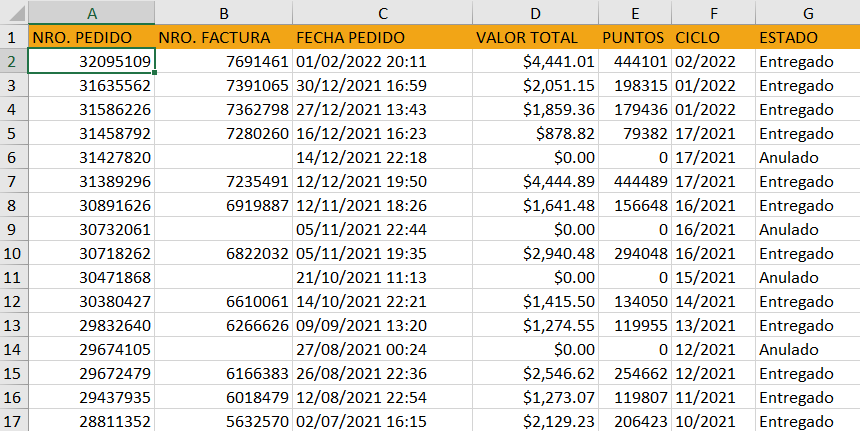 A B C D E F G
1 NRO. PEDIDO NRO. FACTURA FECHA PEDIDO VALOR TOTAL PUNTOS CICLO ESTADO
2 32095109 7691461 01/02/2022 20:11 $4,441.01 444101 02/2022 Entregado
3 31635562 7391065 30/12/2021 16:59 $2,051.15 198315 01/2022 Entregado
4 31586226 7362798 27/12/2021 13:43 $1,859.36 179436 01/2022 Entregado
5 31458792 7280260 16/12/2021 16:23 $878.82 79382 17/2021 Entregado
6 31427820 14/12/2021 22:18 $0.00 0 17/2021 Anulado
7 31389296 7235491 12/12/2021 19:50 $4,444.89 444489 17/2021 Entregado
8 30891626 6919887 12/11/2021 18:26 $1,641.48 156648 16/2021 Entregado
9 30732061 05/11/2021 22:44 $0.00 0 16/2021 Anulado
10 30718262 6822032 05/11/2021 19:35 $2,940.48 294048 16/2021 Entregado
11 30471868 21/10/2021 11:13 $0.00 0 15/2021 Anulado
12 30380427 6610061 14/10/2021 22:21 $1,415.50 134050 14/2021 Entregado
13 29832640 6266626 09/09/2021 13:20 $1,274.55 119955 13/2021 Entregado
14 29674105 27/08/2021 00:24 $0.00 0 12/2021 Anulado
15 29672479 6166383 26/08/2021 22:36 $2,546.62 254662 12/2021 Entregado
16 29437935 6018479 12/08/2021 22:54 $1,273.07 119807 11/2021 Entregado
17 28811352 5632570 02/07/2021 16:15 $2,129.23 206423 10/2021 Entregado